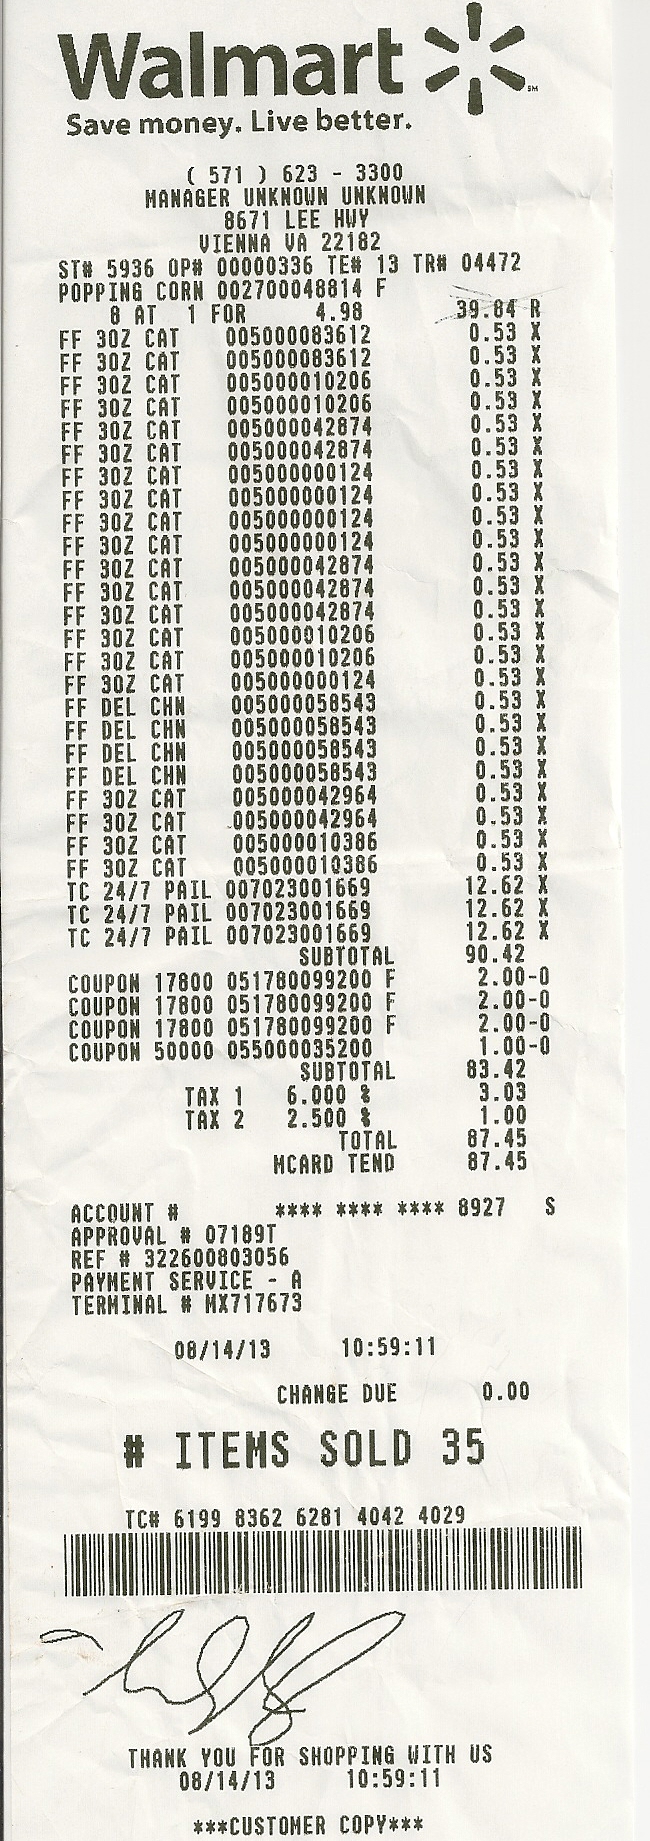 Walmart
SM
Save money. Live better.
( 571 ) 623 - 3300
MANAGER UNKNOWN UNKNOWN
8671 LEE HWY
VIENNA VA 22182
ST# 5936 OP# 00000336 TE# 13 TR# 04472
POPPING CORN 002700048814 F
8 AT 1 FOR 4.98 39.84 R
FF 3OZ CAT 005000083612 0.53 X
FF 3OZ CAT 005000083612 0.53 X
FF 3OZ CAT 005000010206 0.53 X
FF 3OZ CAT 005000010206 0.53 X
FF 3OZ CAT 005000042874 0.53 X
FF 3OZ CAT 005000042874 0.53 X
FF 3OZ CAT 005000000124 0.53 X
FF 3OZ CAT 005000000124 0.53 X
FF 3OZ CAT 005000000124 0.53 X
FF 3OZ CAT 005000000124 0.53 X
FF 3OZ CAT 005000042874 0.53 X
FF 3OZ CAT 005000042874 0.53 X
FF 3OZ CAT 005000042874 0.53 X
FF 3OZ CAT 005000010206 0.53 X
FF 3OZ CAT 005000010206 0.53 X
FF 3OZ CAT 005000000124 0.53 X
FF DEL CHN 005000058543 0.53 X
FF DEL CHN 005000058543 0.53 X
FF DEL CHN 005000058543 0.53 X
FF DEL CHN 005000058543 0.53 X
FF 3OZ CAT 005000042964 0.53 X
FF 3OZ CAT 005000042964 0.53 X
FF 3OZ CAT 005000010386 0.53 X
FF 3OZ CAT 005000010386 0.53 X
TC 24/7 PAIL 007023001669 12.62 X
TC 24/7 PAIL 007023001669 12.62 X
TC 24/7 PAIL 007023001669 12.62 X
SUBTOTAL 90.42
COUPON 17800 051780099200 F 2.00-O
COUPON 17800 051780099200 F 2.00-O
COUPON 17800 051780099200 F 2.00-O
COUPON 50000 055000035200 1.00-O
SUBTOTAL 83.42
TAX 1 6.000 % 3.03
TAX 2 2.500 % 1.00
TOTAL 87.45
MCARD TEND 87.45
ACCOUNT # **** **** **** 8927 S
APPROVAL # 07189T
REF # 322600803056
PAYMENT SERVICE - A
TERMINAL # MX717673
08/14/13 10:59:11
CHANGE DUE 0.00
# ITEMS SOLD 35
TC# 6199 8362 6281 4042 4029
THANK YOU FOR SHOPPING WITH US
08/14/13 10:59:11
***CUSTOMER COPY***